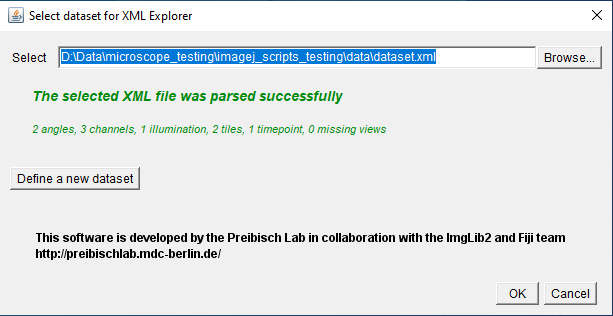 Select dataset for XML Explorer
Select D:\Data\microscope_testing\imagej_scripts_testing\data\dataset.xml Browse...
The selected XML file was parsed successfully
2 angles, 3 channels, 1 illumination, 2 tiles, 1 timepoint, 0 missing views
Define a new dataset
This software is developed by the Preibisch Lab in collaboration with the ImgLib2 and Fiji team
http://preibischlab.mdc-berlin.de/
OK Cancel